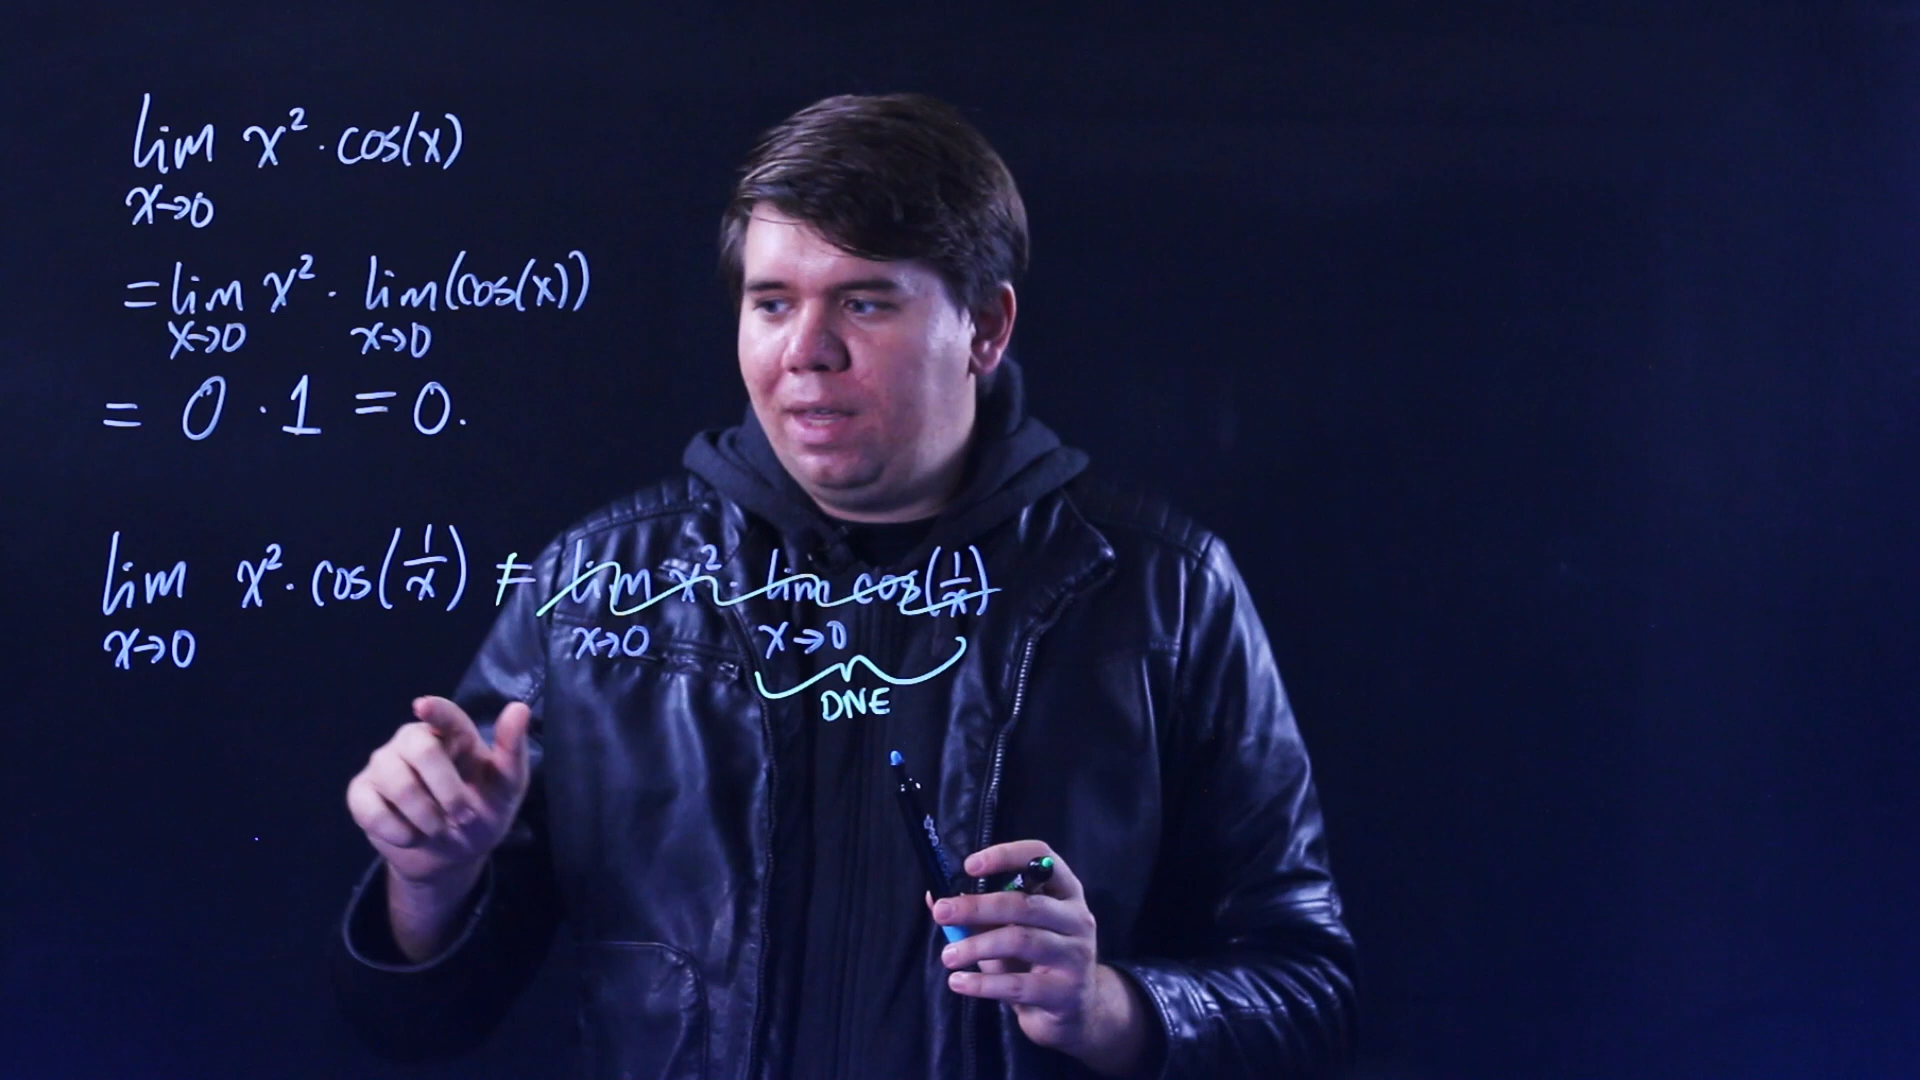 lim x² · cos(x)
x→0
= lim x² · lim(cos(x))
x→0 x→0
= 0 · 1 = 0.
lim x² · cos(1/x) ≠ lim x² · lim cos(1/x)
x→0 x→0 x→0
DNE